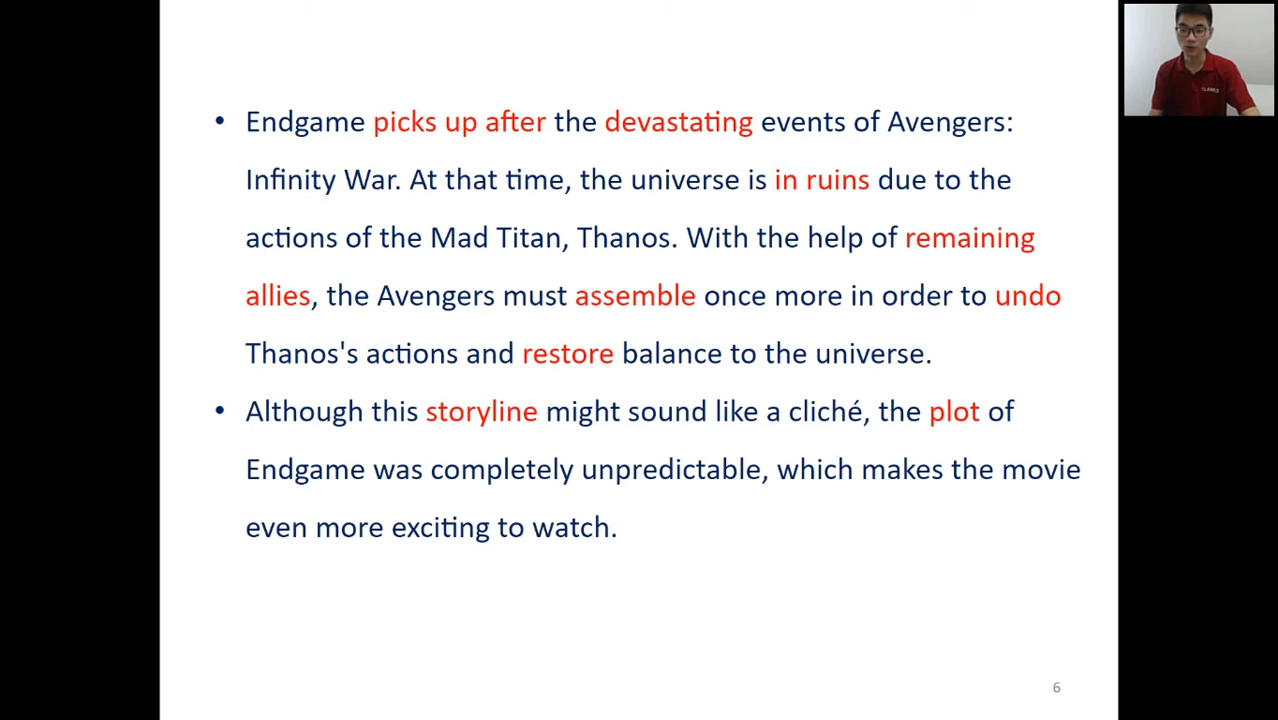 • Endgame picks up after the devastating events of Avengers:
Infinity War. At that time, the universe is in ruins due to the
actions of the Mad Titan, Thanos. With the help of remaining
allies, the Avengers must assemble once more in order to undo
Thanos's actions and restore balance to the universe.
• Although this storyline might sound like a cliché, the plot of
Endgame was completely unpredictable, which makes the movie
even more exciting to watch.
6